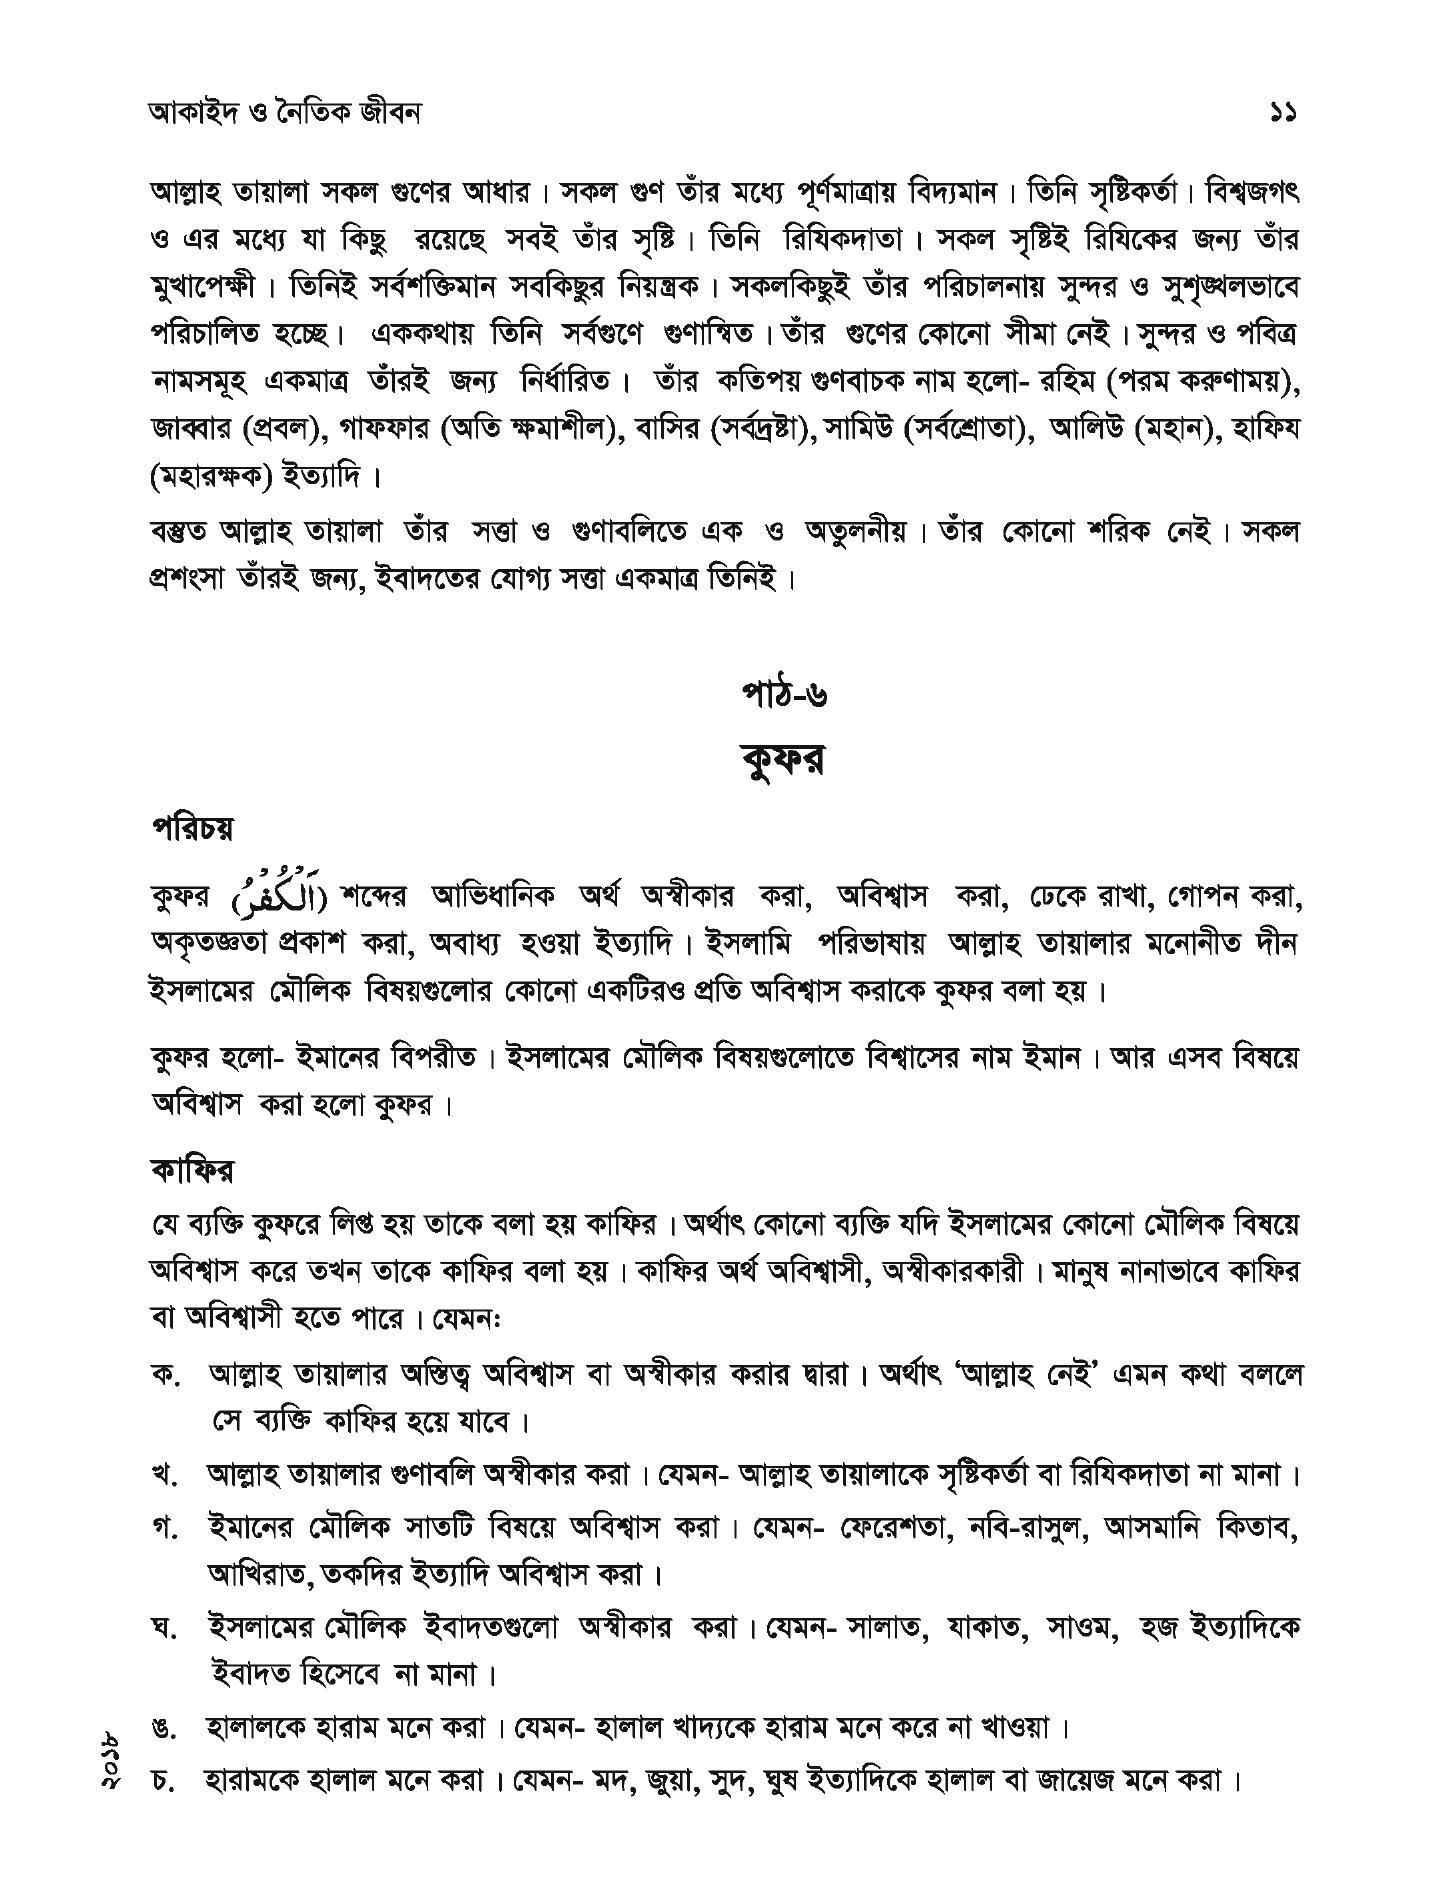 আকাইদ ও নৈতিক জীবন ১১
আল্লাহ তায়ালা সকল গুণের আধার। সকল গুণ তাঁর মধ্যে পূর্ণমাত্রায় বিদ্যমান। তিনি সৃষ্টিকর্তা। বিশ্বজগৎ
ও এর মধ্যে যা কিছু রয়েছে সবই তাঁর সৃষ্টি। তিনি রিযিকদাতা। সকল সৃষ্টিই রিযিকের জন্য তাঁর
মুখাপেক্ষী। তিনিই সর্বশক্তিমান সবকিছুর নিয়ন্ত্রক। সকলকিছুই তাঁর পরিচালনায় সুন্দর ও সুশৃঙ্খলভাবে
পরিচালিত হচ্ছে। এককথায় তিনি সর্বগুণে গুণান্বিত। তাঁর গুণের কোনো সীমা নেই। সুন্দর ও পবিত্র
নামসমূহ একমাত্র তাঁরই জন্য নির্ধারিত। তাঁর কতিপয় গুণবাচক নাম হলো- রহিম (পরম করুণাময়),
জাব্বার (প্রবল), গাফফার (অতি ক্ষমাশীল), বাসির (সর্বদ্রষ্টা), সামিউ (সর্বশ্রোতা), আলিউ (মহান), হাফিয
(মহারক্ষক) ইত্যাদি।
বস্তুত আল্লাহ তায়ালা তাঁর সত্তা ও গুণাবলিতে এক ও অতুলনীয়। তাঁর কোনো শরিক নেই। সকল
প্রশংসা তাঁরই জন্য, ইবাদতের যোগ্য সত্তা একমাত্র তিনিই।
পাঠ-৬
কুফর
পরিচয়
কুফর (اَلْكُفْرُ) শব্দের আভিধানিক অর্থ অস্বীকার করা, অবিশ্বাস করা, ঢেকে রাখা, গোপন করা,
অকৃতজ্ঞতা প্রকাশ করা, অবাধ্য হওয়া ইত্যাদি। ইসলামি পরিভাষায় আল্লাহ তায়ালার মনোনীত দীন
ইসলামের মৌলিক বিষয়গুলোর কোনো একটিরও প্রতি অবিশ্বাস করাকে কুফর বলা হয়।
কুফর হলো- ইমানের বিপরীত। ইসলামের মৌলিক বিষয়গুলোতে বিশ্বাসের নাম ইমান। আর এসব বিষয়ে
অবিশ্বাস করা হলো কুফর।
কাফির
যে ব্যক্তি কুফরে লিপ্ত হয় তাকে বলা হয় কাফির। অর্থাৎ কোনো ব্যক্তি যদি ইসলামের কোনো মৌলিক বিষয়ে
অবিশ্বাস করে তখন তাকে কাফির বলা হয়। কাফির অর্থ অবিশ্বাসী, অস্বীকারকারী। মানুষ নানাভাবে কাফির
বা অবিশ্বাসী হতে পারে। যেমন:
ক. আল্লাহ তায়ালার অস্তিত্ব অবিশ্বাস বা অস্বীকার করার দ্বারা। অর্থাৎ ‘আল্লাহ নেই’ এমন কথা বললে
সে ব্যক্তি কাফির হয়ে যাবে।
খ. আল্লাহ তায়ালার গুণাবলি অস্বীকার করা। যেমন- আল্লাহ তায়ালাকে সৃষ্টিকর্তা বা রিযিকদাতা না মানা।
গ. ইমানের মৌলিক সাতটি বিষয়ে অবিশ্বাস করা। যেমন- ফেরেশতা, নবি-রাসুল, আসমানি কিতাব,
আখিরাত, তকদির ইত্যাদি অবিশ্বাস করা।
ঘ. ইসলামের মৌলিক ইবাদতগুলো অস্বীকার করা। যেমন- সালাত, যাকাত, সাওম, হজ ইত্যাদিকে
ইবাদত হিসেবে না মানা।
ঙ. হালালকে হারাম মনে করা। যেমন- হালাল খাদ্যকে হারাম মনে করে না খাওয়া।
চ. হারামকে হালাল মনে করা। যেমন- মদ, জুয়া, সুদ, ঘুষ ইত্যাদিকে হালাল বা জায়েজ মনে করা।
২০১৮